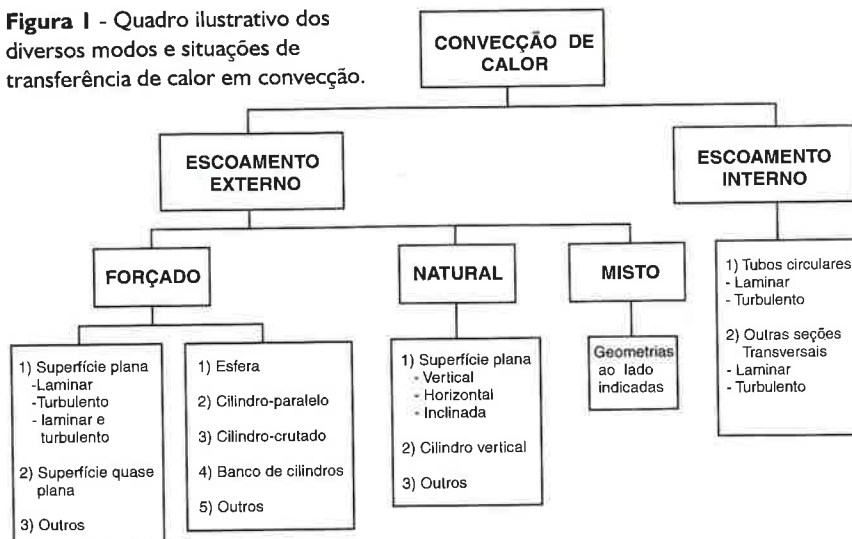 Figura 1 - Quadro ilustrativo dos
diversos modos e situações de
transferência de calor em convecção.
CONVECÇÃO DE
CALOR
ESCOAMENTO
EXTERNO
ESCOAMENTO
INTERNO
FORÇADO
NATURAL
MISTO
1) Superfície plana
-Laminar
-Turbulento
- laminar e
turbulento
2) Superfície quase
plana
3) Outros
1) Esfera
2) Cilindro-paralelo
3) Cilindro-crutado
4) Banco de cilindros
5) Outros
1) Superfície plana
- Vertical
- Horizontal
- Inclinada
2) Cilindro vertical
3) Outros
Geometrias
ao lado
indicadas
1) Tubos circulares
- Laminar
- Turbulento
2) Outras seções
Transversais
- Laminar
- Turbulento